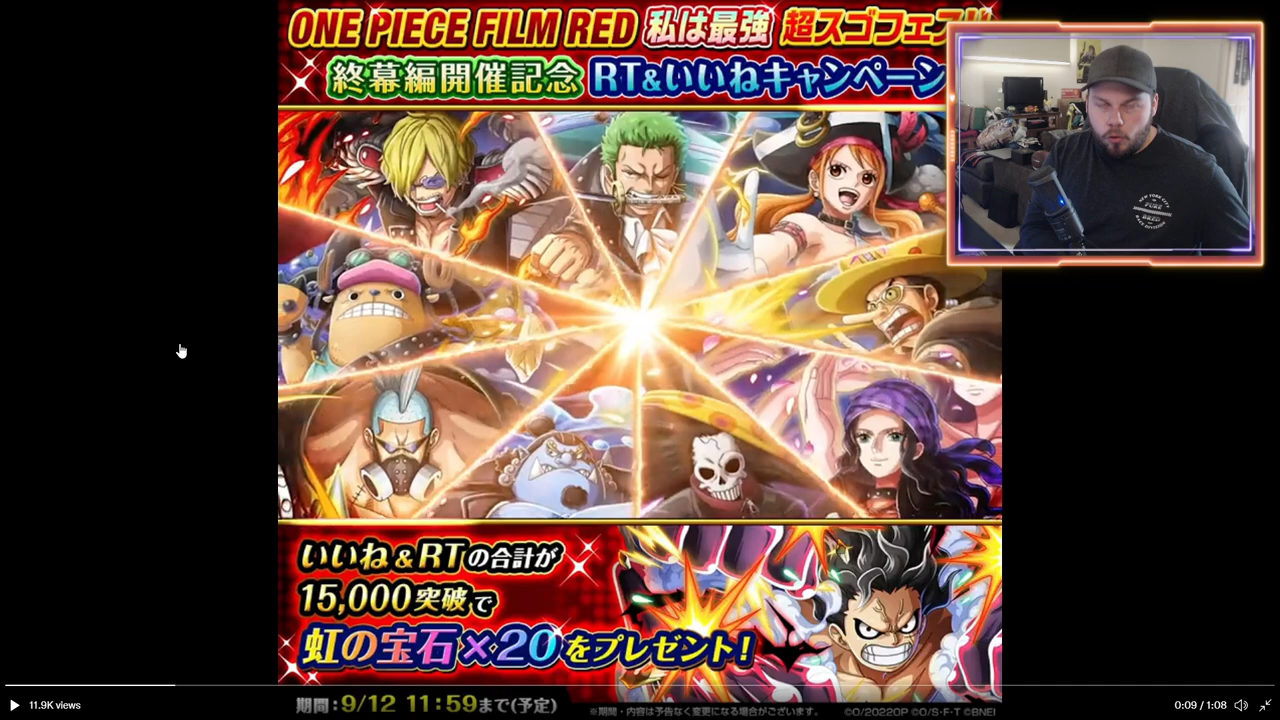 ONE PIECE FILM RED 私は最強 超スゴフェス!!
終幕編開催記念 RT&いいねキャンペーン
いいね&RTの合計が
15,000突破で
虹の宝石×20をプレゼント!
期間:9/12 11:59まで(予定)
※期間・内容は予告なく変更になる場合がございます。
©O/2022OP ©O/S・F・T ©BNEI
NEW YORK CITY
PURE
BRED
11.9K views
0:09 / 1:08